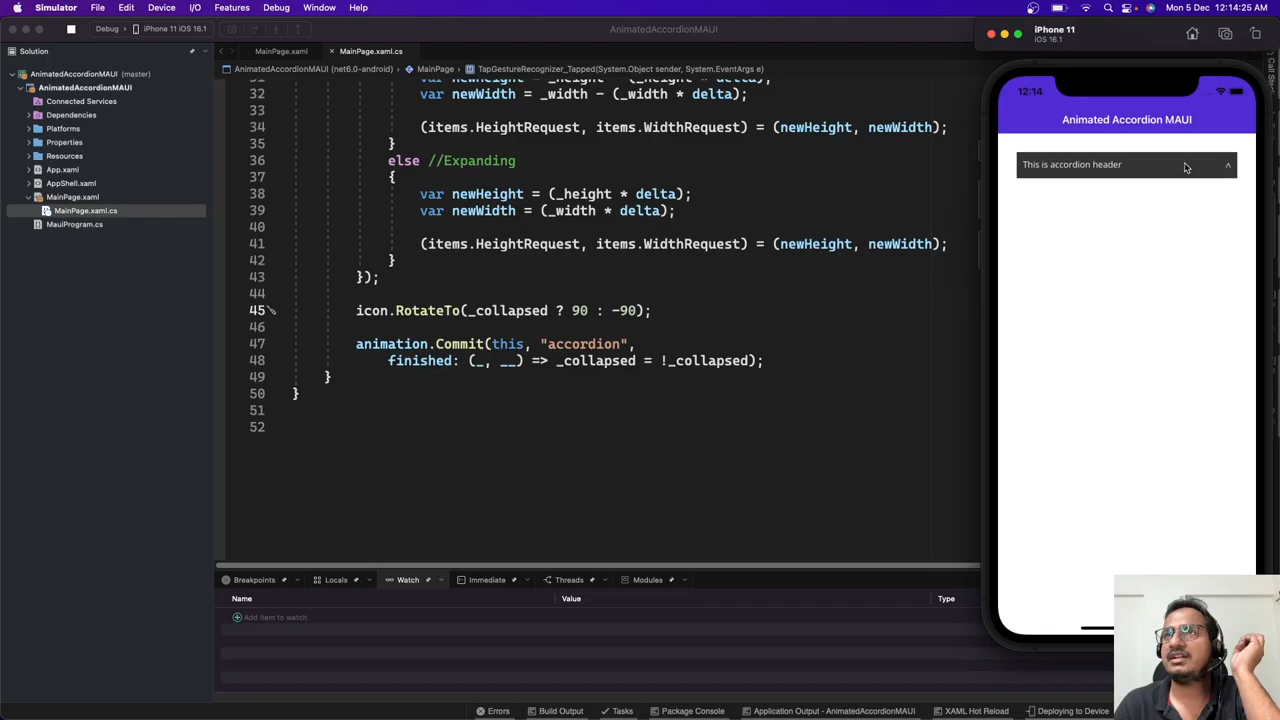 Simulator File Edit Device I/O Features Debug Window Help
Mon 5 Dec 12:14:25 AM
Debug iPhone 11 iOS 16.1
AnimatedAccordionMAUI
iPhone 11
iOS 16.1
Solution
MainPage.xaml
MainPage.xaml.cs
AnimatedAccordionMAUI (master)
AnimatedAccordionMAUI
Connected Services
Dependencies
Platforms
Properties
Resources
App.xaml
AppShell.xaml
MainPage.xaml
MainPage.xaml.cs
MauiProgram.cs
AnimatedAccordionMAUI (net6.0-android)
MainPage
TapGestureRecognizer_Tapped(System.Object sender, System.EventArgs e)
31 var newHeight = _height - (_height * delta);
32 var newWidth = _width - (_width * delta);
33
34 (items.HeightRequest, items.WidthRequest) = (newHeight, newWidth);
35 }
36 else //Expanding
37 {
38 var newHeight = (_height * delta);
39 var newWidth = (_width * delta);
40
41 (items.HeightRequest, items.WidthRequest) = (newHeight, newWidth);
42 }
43 });
44
45 icon.RotateTo(_collapsed ? 90 : -90);
46
47 animation.Commit(this, "accordion",
48 finished: (_, __) => _collapsed = !_collapsed);
49 }
50 }
51
52
12:14
Animated Accordion MAUI
This is accordion header
Call St
Breakpoints
Locals
Watch
Immediate
Threads
Modules
Name
Value
Type
Add item to watch
Errors
Build Output
Tasks
Package Console
Application Output - AnimatedAccordionMAUI
XAML Hot Reload
Deploying to Device